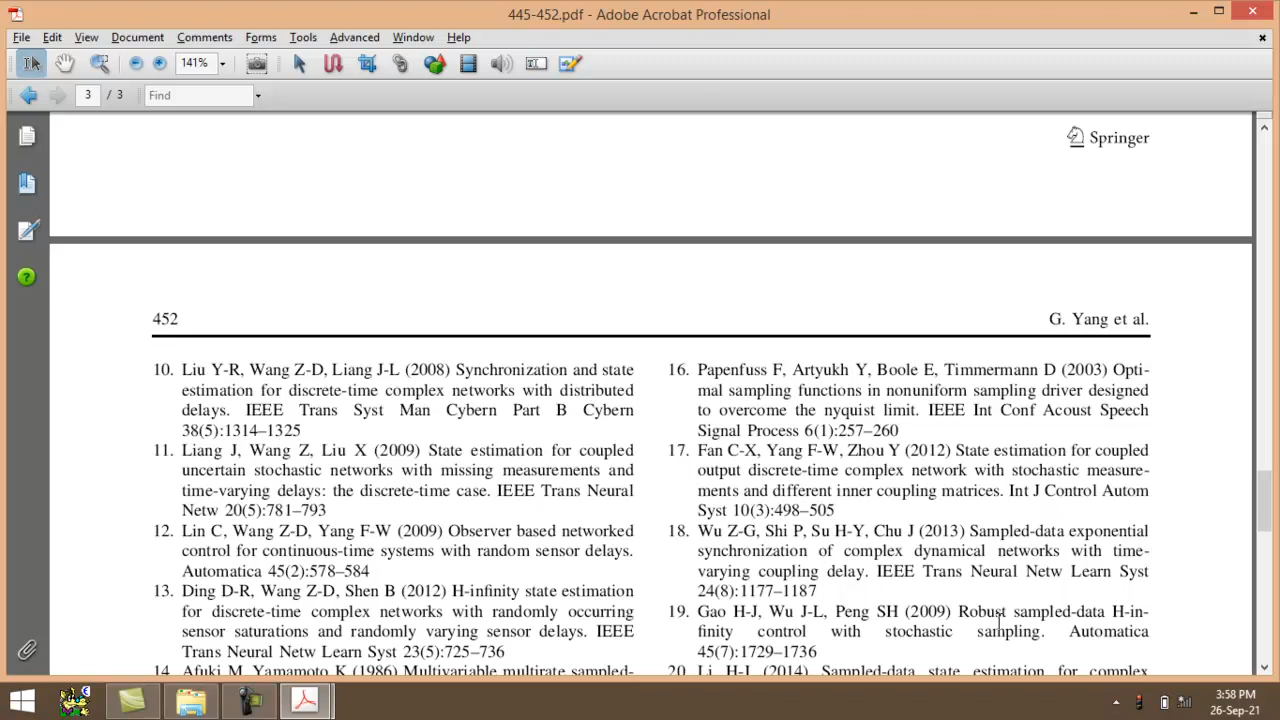 445-452.pdf - Adobe Acrobat Professional
File Edit View Document Comments Forms Tools Advanced Window Help
141%
3 / 3 Find
Springer
452 G. Yang et al.
10. Liu Y-R, Wang Z-D, Liang J-L (2008) Synchronization and state
estimation for discrete-time complex networks with distributed
delays. IEEE Trans Syst Man Cybern Part B Cybern
38(5):1314–1325
11. Liang J, Wang Z, Liu X (2009) State estimation for coupled
uncertain stochastic networks with missing measurements and
time-varying delays: the discrete-time case. IEEE Trans Neural
Netw 20(5):781–793
12. Lin C, Wang Z-D, Yang F-W (2009) Observer based networked
control for continuous-time systems with random sensor delays.
Automatica 45(2):578–584
13. Ding D-R, Wang Z-D, Shen B (2012) H-infinity state estimation
for discrete-time complex networks with randomly occurring
sensor saturations and randomly varying sensor delays. IEEE
Trans Neural Netw Learn Syst 23(5):725–736
14. Afuki M, Yamamoto K (1986) Multivariable multirate sampled-
16. Papenfuss F, Artyukh Y, Boole E, Timmermann D (2003) Opti-
mal sampling functions in nonuniform sampling driver designed
to overcome the nyquist limit. IEEE Int Conf Acoust Speech
Signal Process 6(1):257–260
17. Fan C-X, Yang F-W, Zhou Y (2012) State estimation for coupled
output discrete-time complex network with stochastic measure-
ments and different inner coupling matrices. Int J Control Autom
Syst 10(3):498–505
18. Wu Z-G, Shi P, Su H-Y, Chu J (2013) Sampled-data exponential
synchronization of complex dynamical networks with time-
varying coupling delay. IEEE Trans Neural Netw Learn Syst
24(8):1177–1187
19. Gao H-J, Wu J-L, Peng SH (2009) Robust sampled-data H-in-
finity control with stochastic sampling. Automatica
45(7):1729–1736
20. Li H-J (2014) Sampled-data state estimation for complex
3:58 PM
26-Sep-21